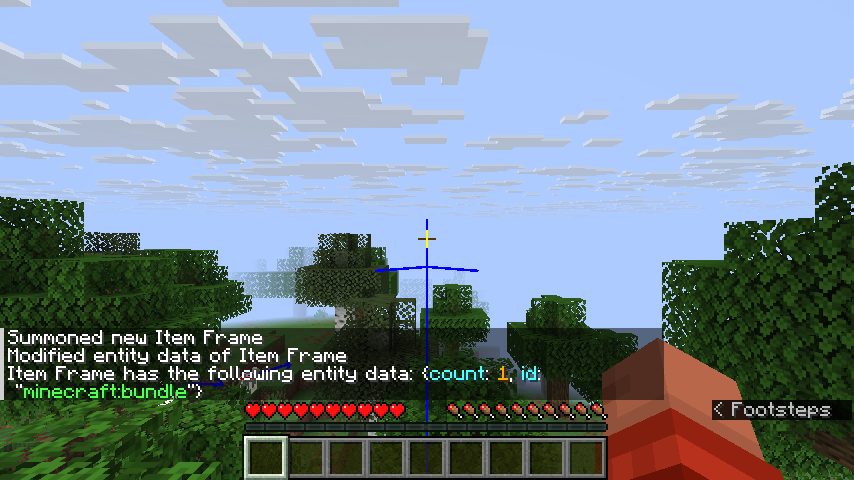 Summoned new Item Frame
Modified entity data of Item Frame
Item Frame has the following entity data: {count: 1, id:
"minecraft:bundle"}
< Footsteps